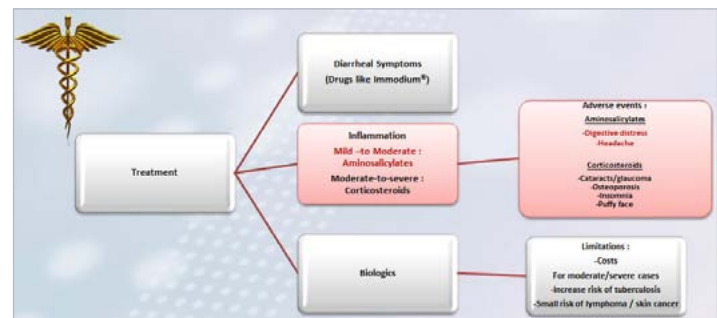 Treatment
Diarrheal Symptoms
(Drugs like Immodium®)
Inflammation
Mild –to Moderate :
Aminosalicylates
Moderate-to-severe :
Corticosteroids
Biologics
Adverse events :
Aminosalicylates
-Digestive distress
-Headache
Corticosteroids
-Cataracts/glaucoma
-Osteoporosis
-Insomnia
-Puffy face
Limitations :
-Costs
For moderate/severe cases
-Increase risk of tuberculosis
-Small risk of lymphoma / skin cancer